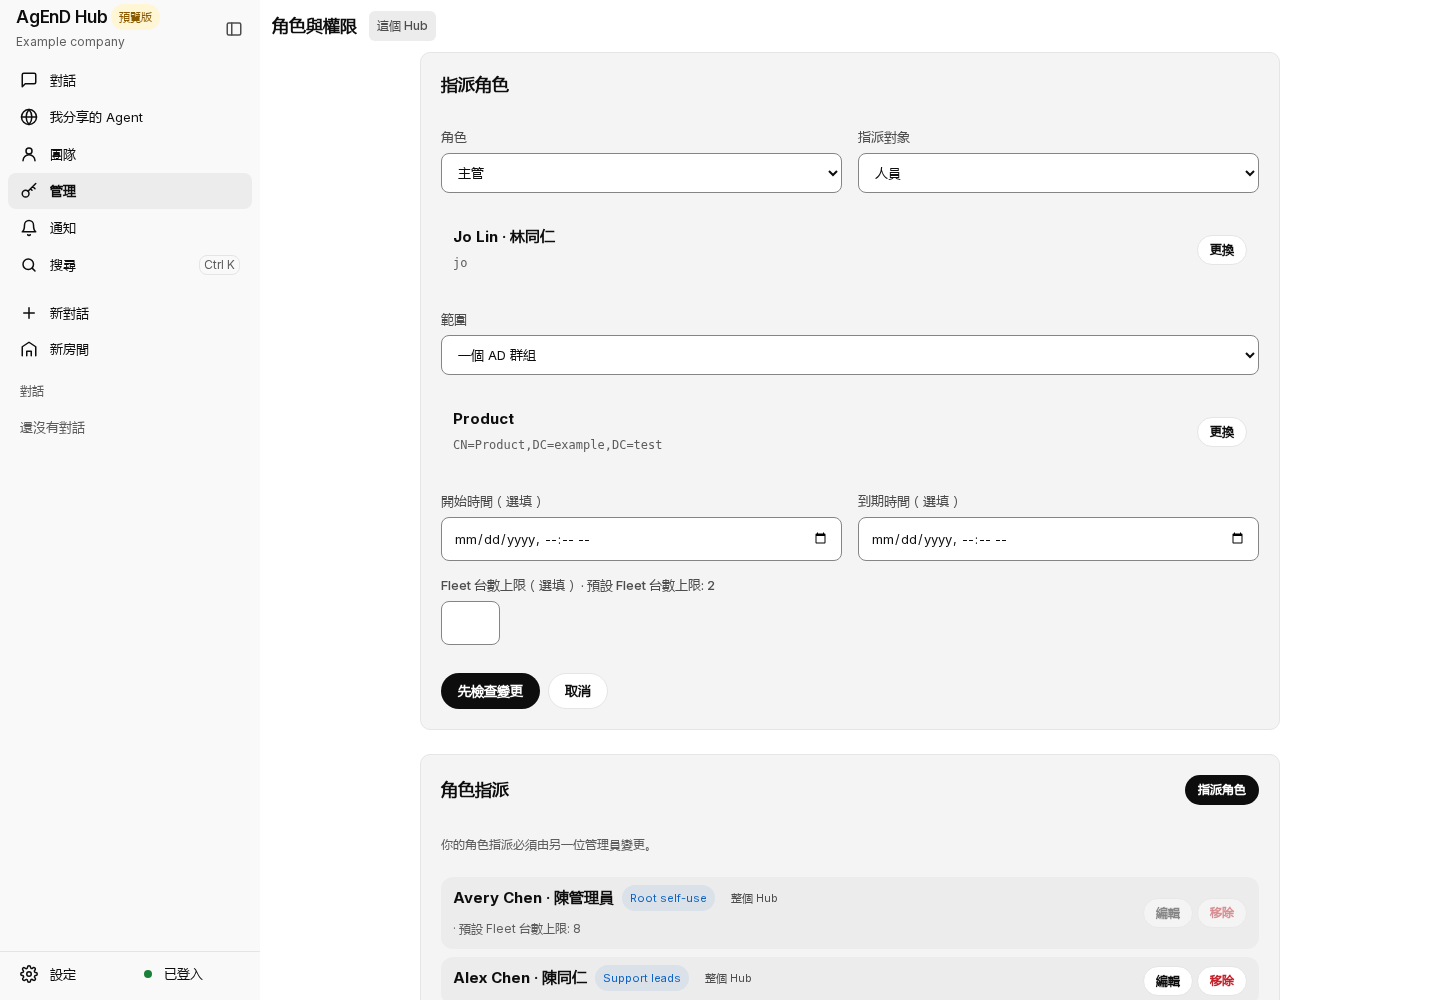 AgEnD Hub 預覽版
Example company
對話
我分享的 Agent
團隊
管理
通知
搜尋 Ctrl K
新對話
新房間
對話
還沒有對話
設定 已登入
角色與權限 這個 Hub
指派角色
角色 指派對象
主管 人員
Jo Lin · 林同仁
jo
更換
範圍
一個 AD 群組
Product
CN=Product,DC=example,DC=test
更換
開始時間（選填） 到期時間（選填）
mm/dd/yyyy, --:-- -- mm/dd/yyyy, --:-- --
Fleet 台數上限（選填）· 預設 Fleet 台數上限: 2
先檢查變更 取消
角色指派 指派角色
你的角色指派必須由另一位管理員變更。
Avery Chen · 陳管理員 Root self-use 整個 Hub
· 預設 Fleet 台數上限: 8
編輯 移除
Alex Chen · 陳同仁 Support leads 整個 Hub
編輯 移除